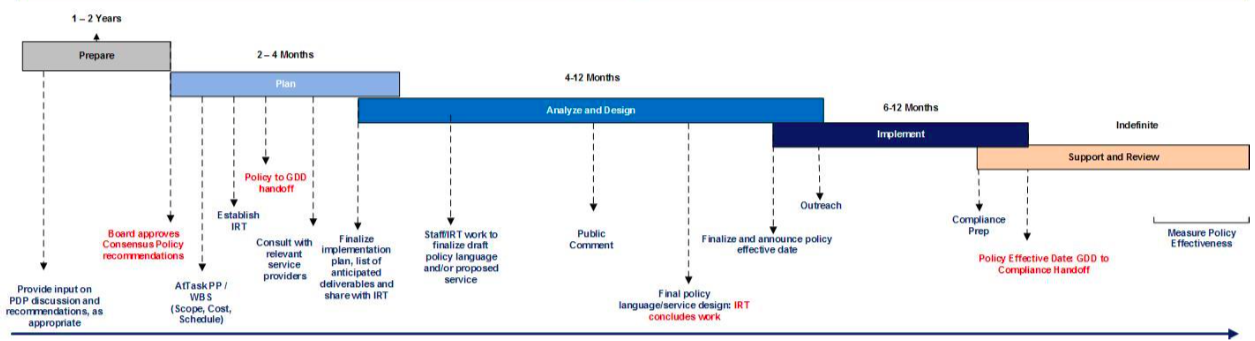 1 – 2 Years
Prepare
2 – 4 Months
Plan
4-12 Months
Analyze and Design
6-12 Months
Implement
Indefinite
Support and Review
Provide input on
PDP discussion and
recommendations, as
appropriate
Board approves
Consensus Policy
recommendations
AtTask PP /
WBS
(Scope, Cost,
Schedule)
Establish
IRT
Policy to GDD
handoff
Consult with
relevant
service
providers
Finalize
implementation
plan, list of
anticipated
deliverables and
share with IRT
Staff/IRT work to
finalize draft
policy language
and/or proposed
service
Public
Comment
Final policy
language/service design: IRT
concludes work
Finalize and announce policy
effective date
Outreach
Compliance
Prep
Policy Effective Date: GDD to
Compliance Handoff
Measure Policy
Effectiveness